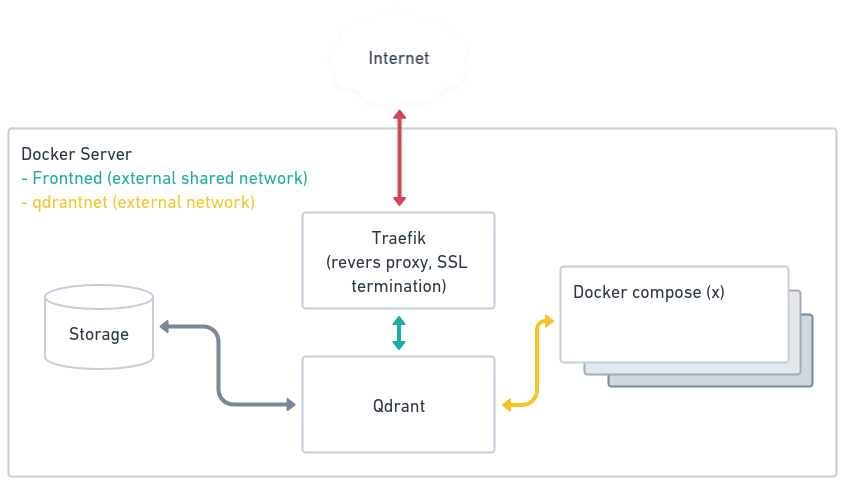 Internet
Docker Server
- Frontned (external shared network)
- qdrantnet (external network)
Traefik
(revers proxy, SSL
termination)
Docker compose (x)
Storage
Qdrant